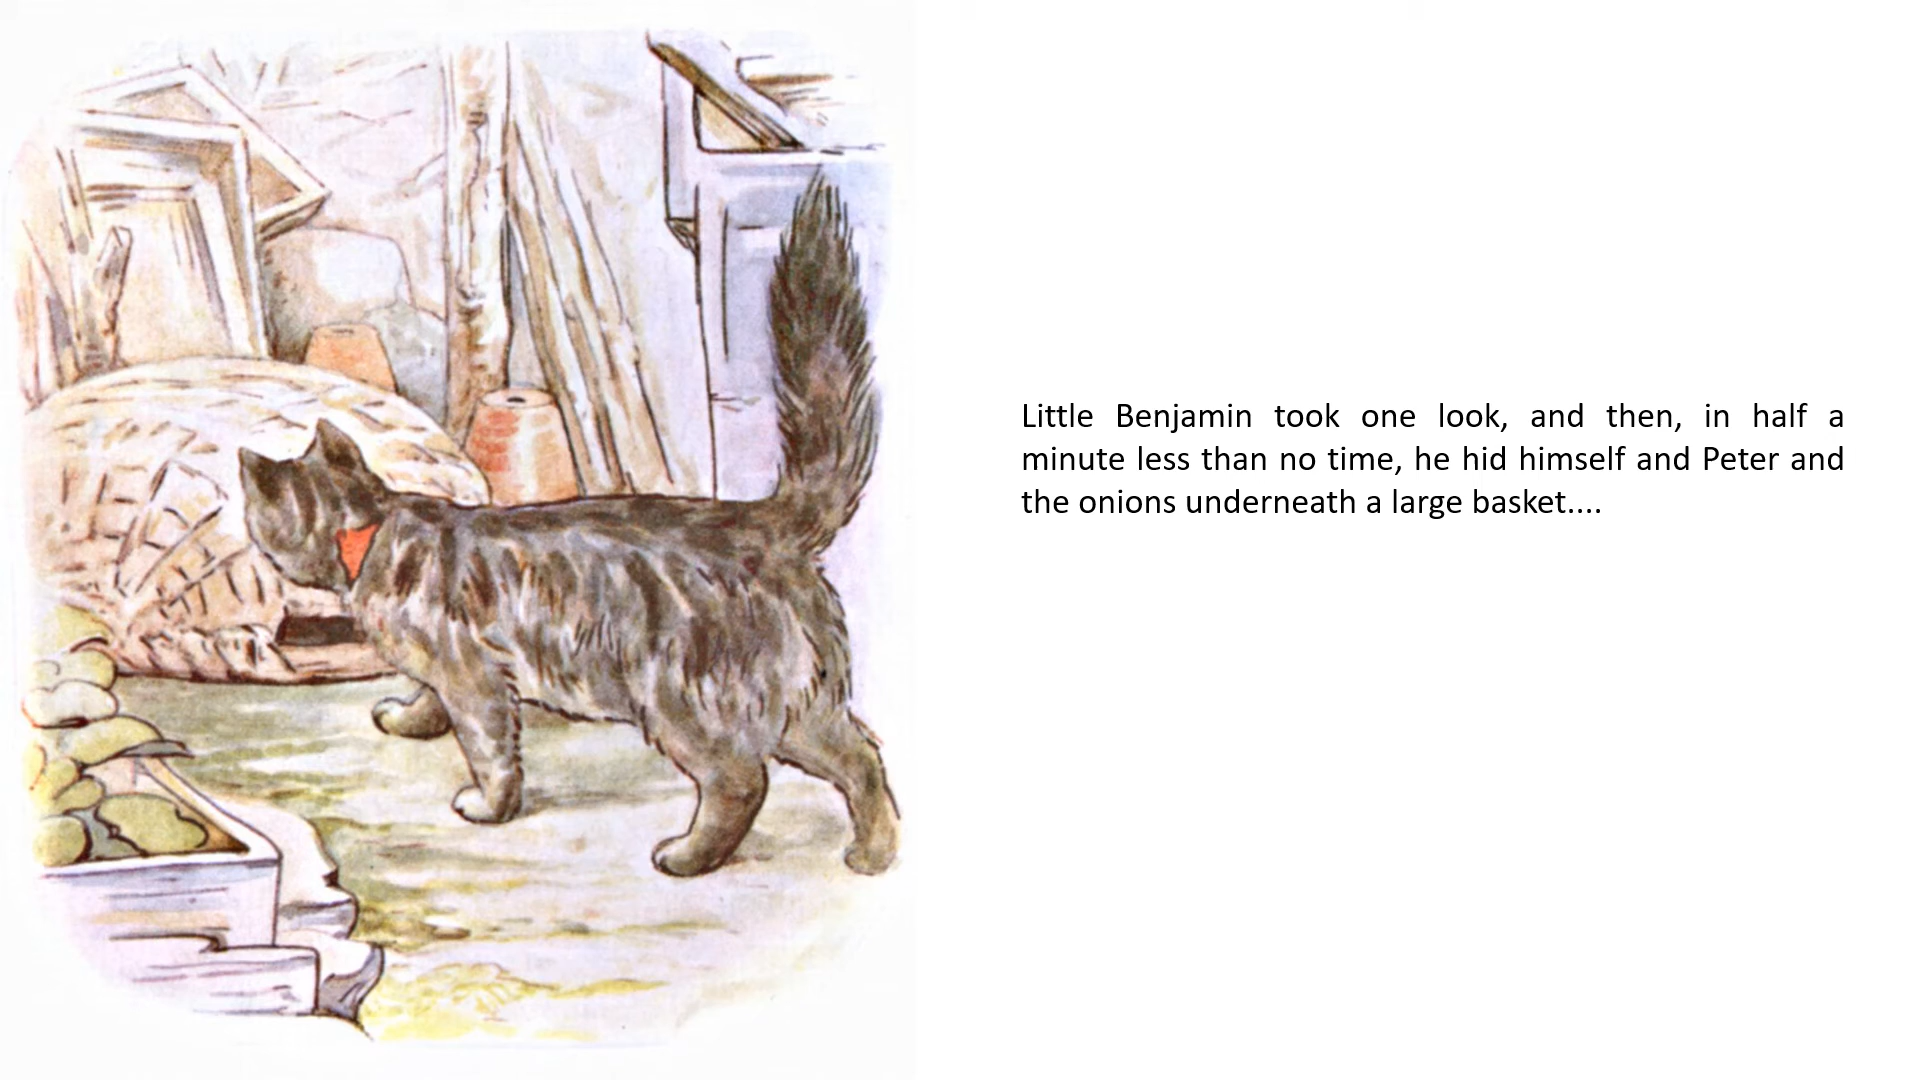 Little Benjamin took one look, and then, in half a
minute less than no time, he hid himself and Peter and
the onions underneath a large basket....